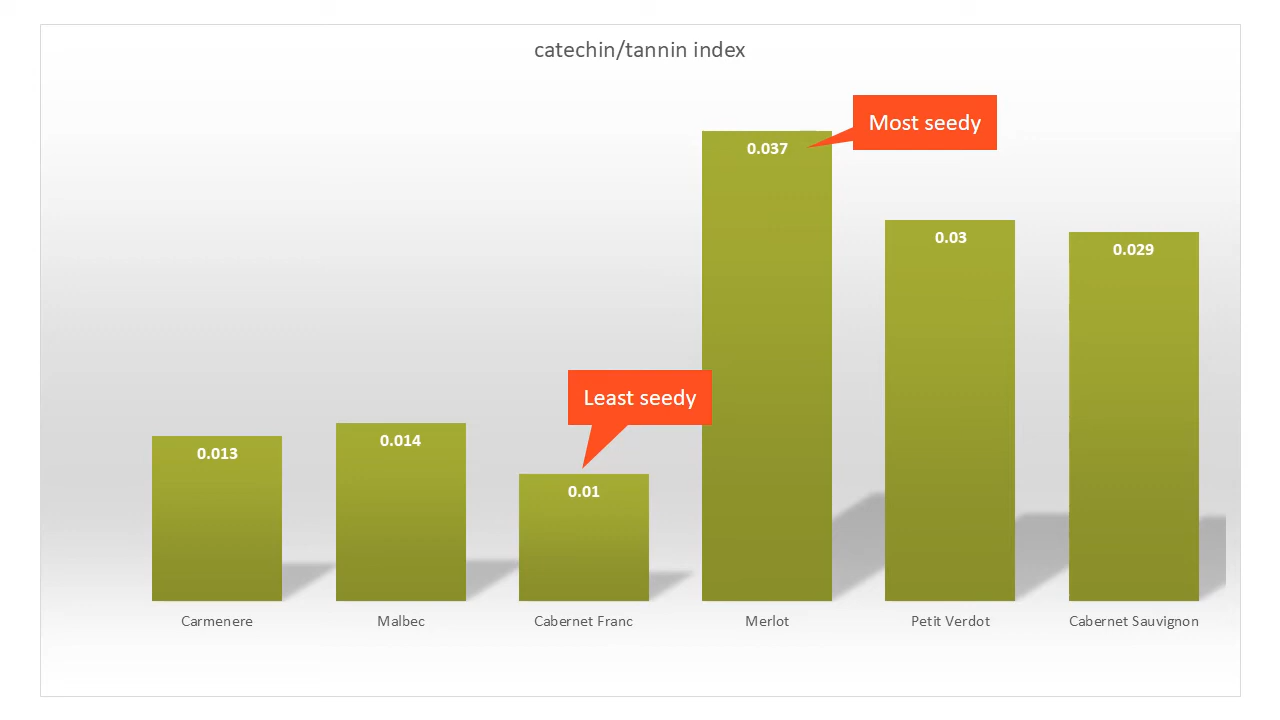 catechin/tannin index
Most seedy
0.037
0.03
0.029
Least seedy
0.013
0.014
0.01
Carmenere
Malbec
Cabernet Franc
Merlot
Petit Verdot
Cabernet Sauvignon